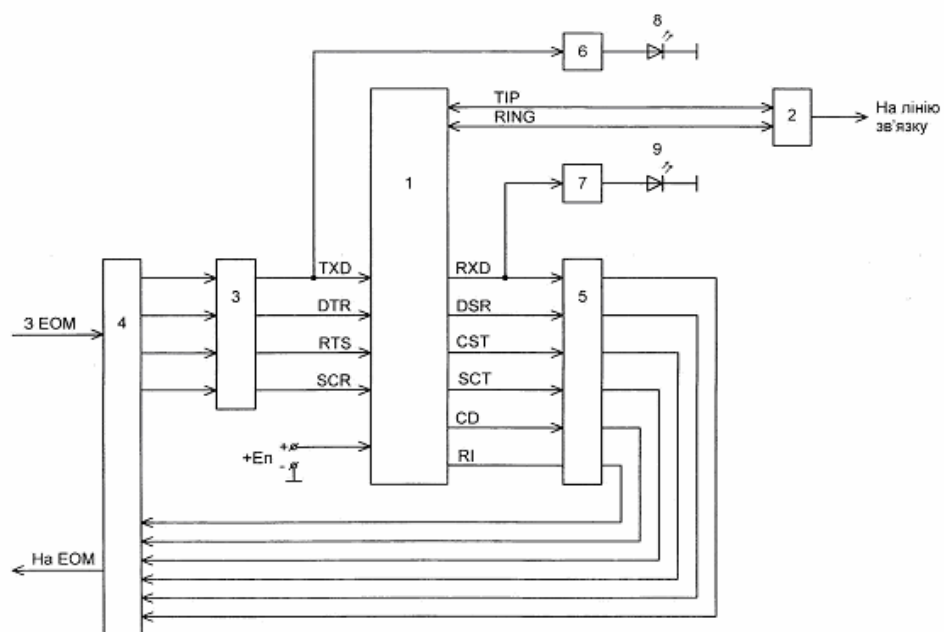 8
6
TIP
RING
2
На лінію
зв'язку
9
1
7
TXD
RXD
3
5
DTR
DSR
З ЕОМ
4
RTS
CST
SCR
SCT
CD
+Еп
+
-
RI
На ЕОМ